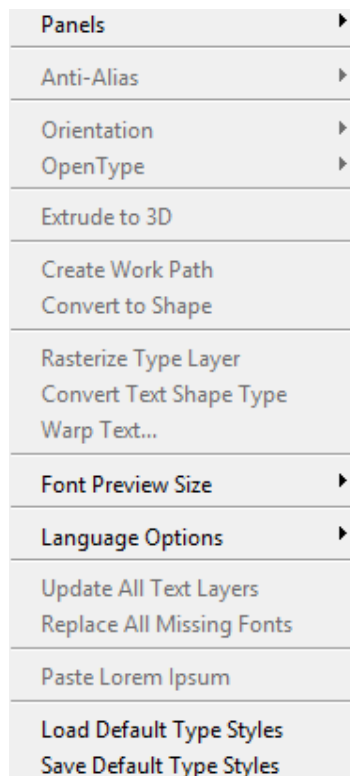 Panels
Anti-Alias
Orientation
OpenType
Extrude to 3D
Create Work Path
Convert to Shape
Rasterize Type Layer
Convert Text Shape Type
Warp Text...
Font Preview Size
Language Options
Update All Text Layers
Replace All Missing Fonts
Paste Lorem Ipsum
Load Default Type Styles
Save Default Type Styles